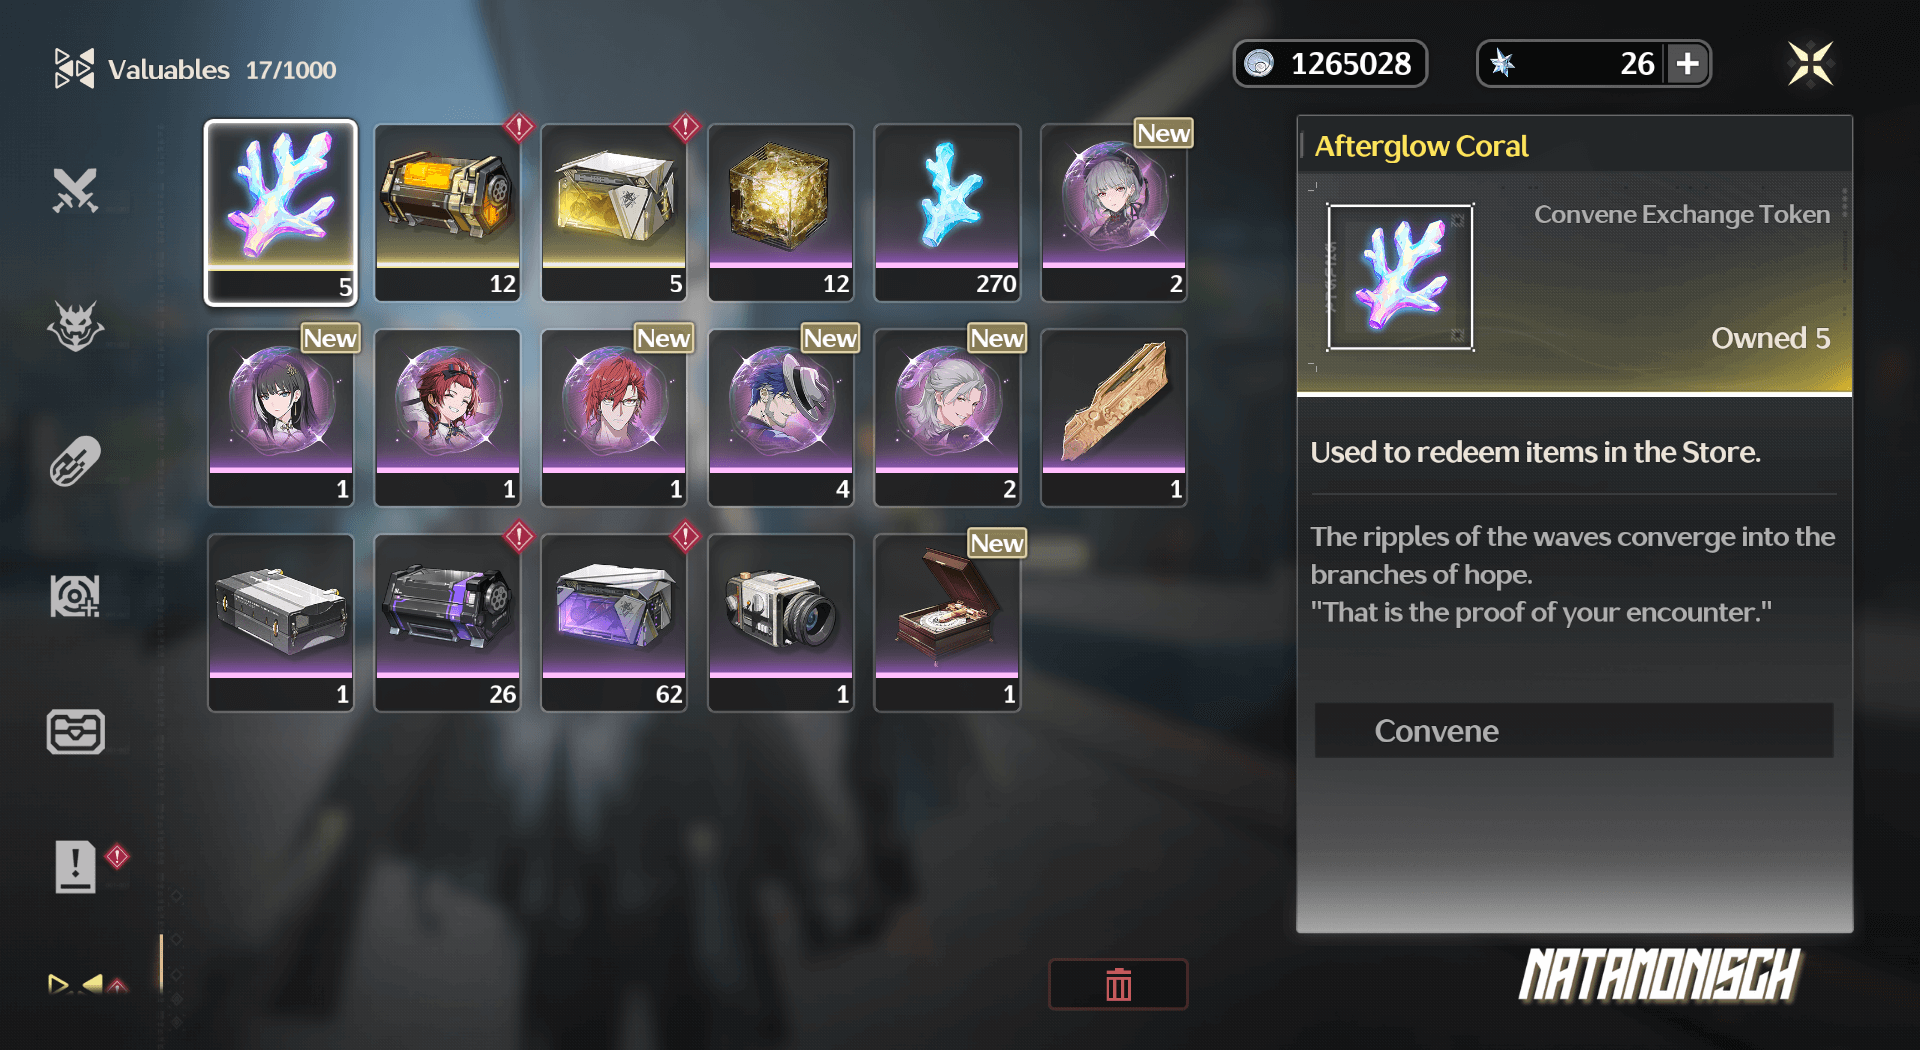 Valuables 17/1000
1265028
26
5
12
5
12
270
New
2
New
1
1
New
1
New
4
New
2
1
1
26
62
1
New
1
Afterglow Coral
Convene Exchange Token
Owned 5
Used to redeem items in the Store.
The ripples of the waves converge into the
branches of hope.
"That is the proof of your encounter."
Convene
NATAMONISCH